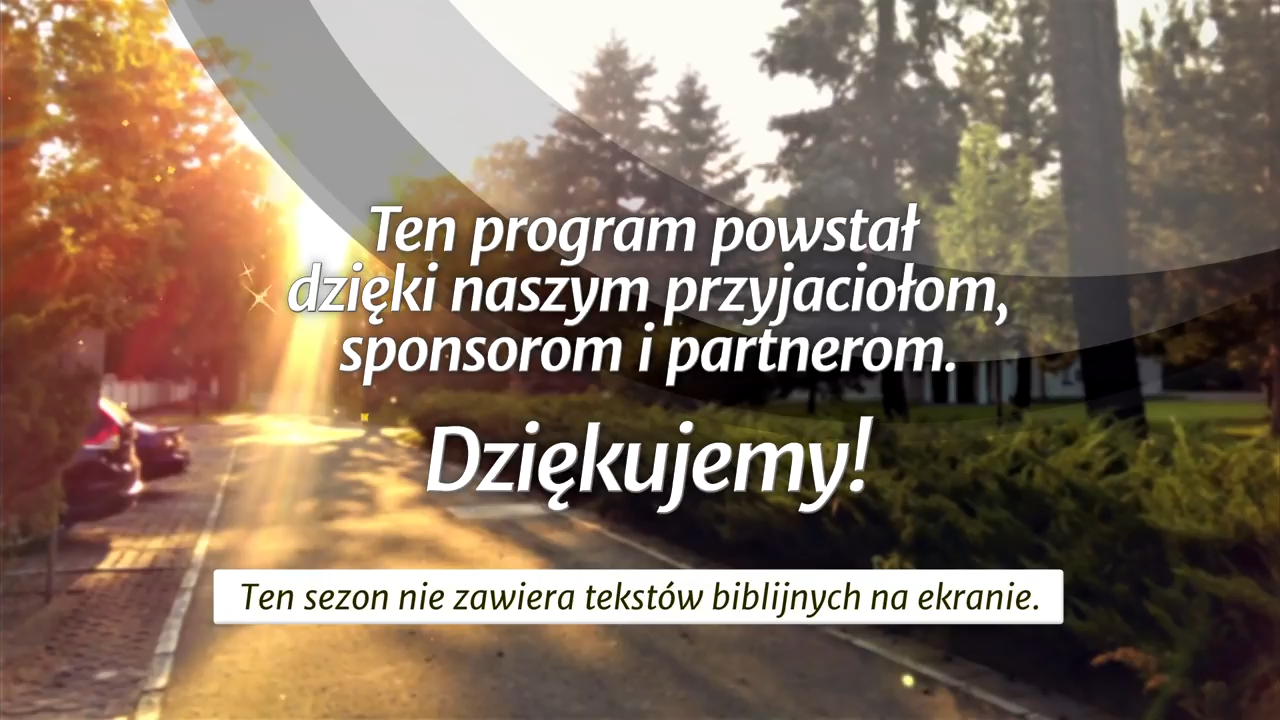 Ten program powstał
dzięki naszym przyjaciołom,
sponsorom i partnerom.
Dziękujemy!
Ten sezon nie zawiera tekstów biblijnych na ekranie.